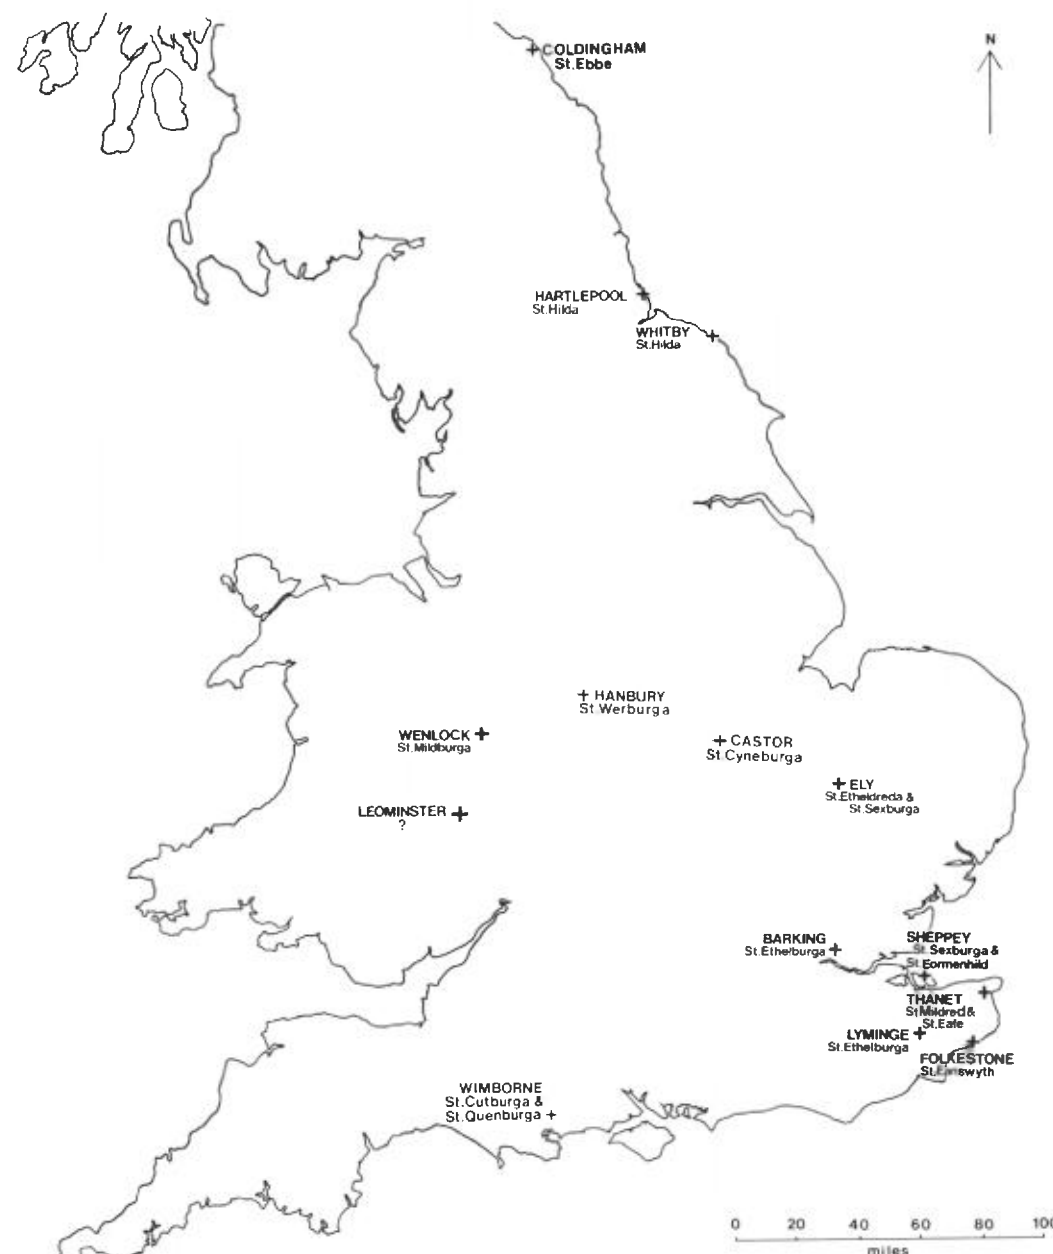 COLDINGHAM
St.Ebbe
N
HARTLEPOOL
St.Hilda
WHITBY
St.Hilda
HANBURY
St.Werburga
WENLOCK
St.Mildburga
CASTOR
St.Cyneburga
ELY
St.Etheldreda &
St.Sexburga
LEOMINSTER
?
BARKING
St.Ethelburga
SHEPPEY
St.Sexburga &
St.Eormenhild
THANET
St.Mildred &
LYMINGE
St.Ethelburga
FOLKESTONE
St.Eanswyth
WIMBORNE
St.Cutburga &
St.Quenburga
0 20 40 60 80 100
miles